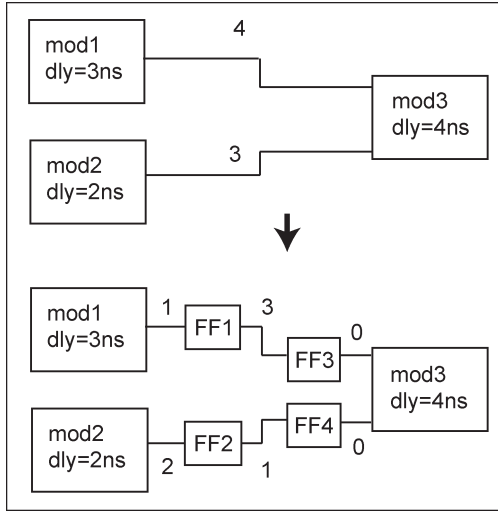 4
mod1
dly=3ns
mod3
dly=4ns
3
mod2
dly=2ns
mod1
dly=3ns
1
FF1
3
FF3
0
mod3
dly=4ns
mod2
dly=2ns
2
FF2
1
FF4
0